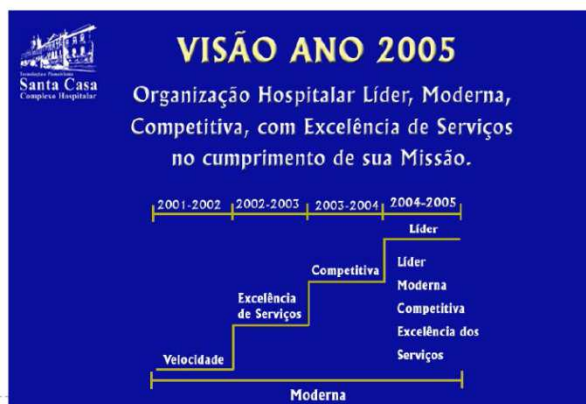 Santa Casa
Complexo Hospitalar
VISÃO ANO 2005
Organização Hospitalar Líder, Moderna,
Competitiva, com Excelência de Serviços
no cumprimento de sua Missão.
2001-2002 2002-2003 2003-2004 2004-2005
Líder
Competitiva
Líder
Moderna
Competitiva
Excelência dos
Serviços
Excelência
de Serviços
Velocidade
Moderna